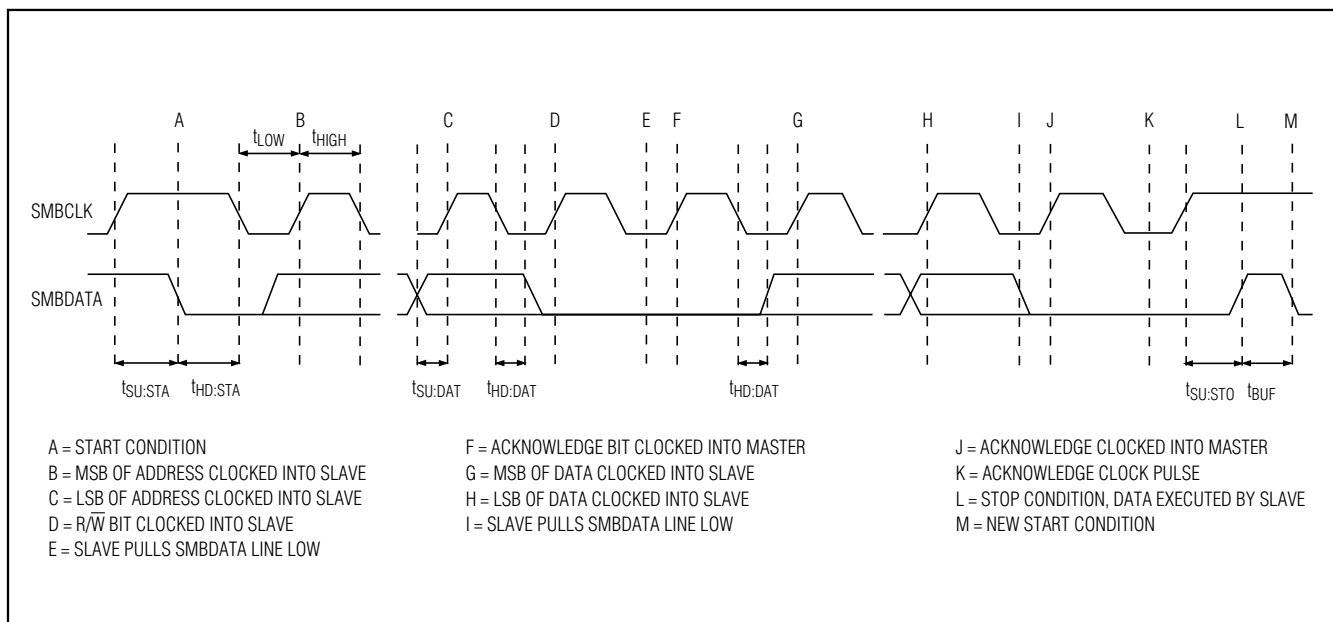 A B C D E F G H I J K L M
tLOW tHIGH
SMBCLK
SMBDATA
tSU:STA tHD:STA tSU:DAT tHD:DAT tHD:DAT tSU:STO tBUF
A = START CONDITION
B = MSB OF ADDRESS CLOCKED INTO SLAVE
C = LSB OF ADDRESS CLOCKED INTO SLAVE
D = R/W̅ BIT CLOCKED INTO SLAVE
E = SLAVE PULLS SMBDATA LINE LOW
F = ACKNOWLEDGE BIT CLOCKED INTO MASTER
G = MSB OF DATA CLOCKED INTO SLAVE
H = LSB OF DATA CLOCKED INTO SLAVE
I = SLAVE PULLS SMBDATA LINE LOW
J = ACKNOWLEDGE CLOCKED INTO MASTER
K = ACKNOWLEDGE CLOCK PULSE
L = STOP CONDITION, DATA EXECUTED BY SLAVE
M = NEW START CONDITION